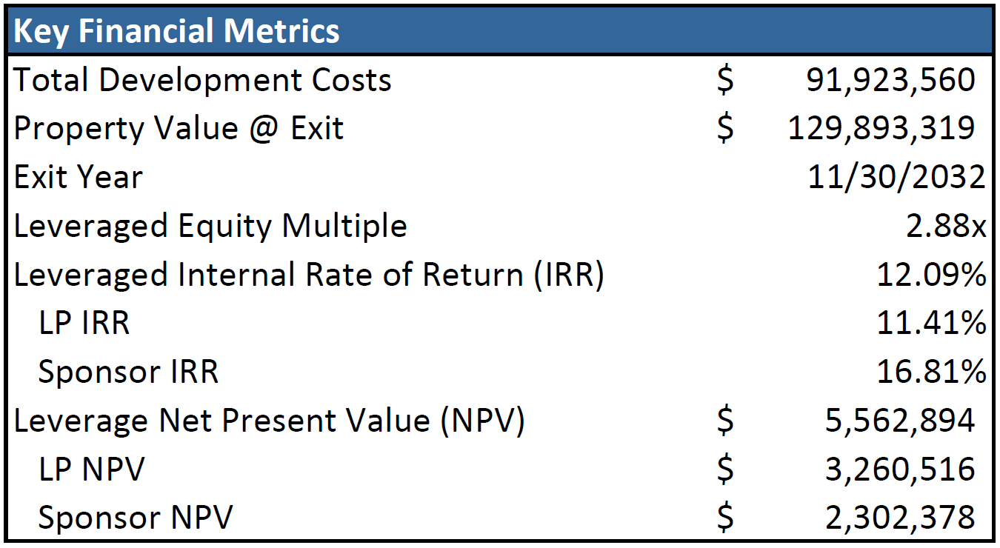 Key Financial Metrics
Total Development Costs $ 91,923,560
Property Value @ Exit $ 129,893,319
Exit Year 11/30/2032
Leveraged Equity Multiple 2.88x
Leveraged Internal Rate of Return (IRR) 12.09%
LP IRR 11.41%
Sponsor IRR 16.81%
Leverage Net Present Value (NPV) $ 5,562,894
LP NPV $ 3,260,516
Sponsor NPV $ 2,302,378